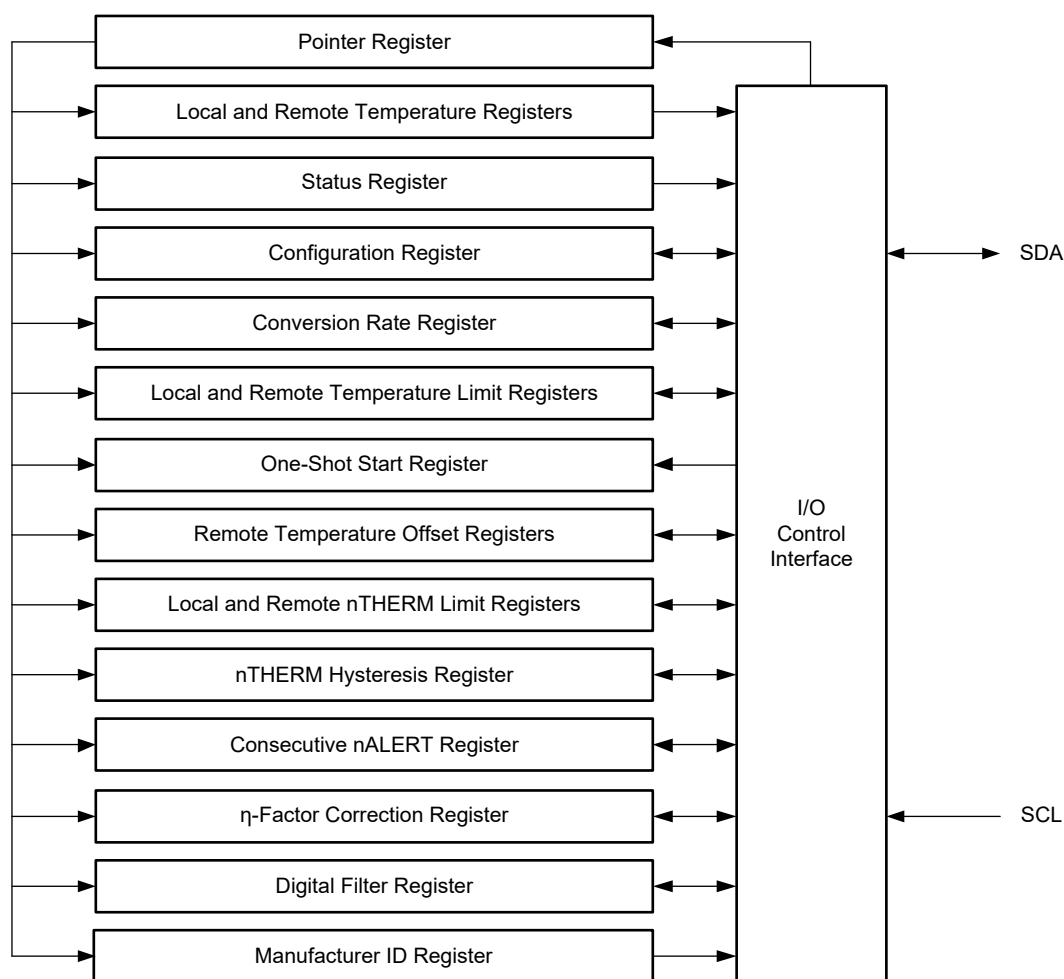 Pointer Register
Local and Remote Temperature Registers
Status Register
Configuration Register
SDA
Conversion Rate Register
Local and Remote Temperature Limit Registers
One-Shot Start Register
I/O
Control
Interface
Remote Temperature Offset Registers
Local and Remote nTHERM Limit Registers
nTHERM Hysteresis Register
Consecutive nALERT Register
η-Factor Correction Register
SCL
Digital Filter Register
Manufacturer ID Register